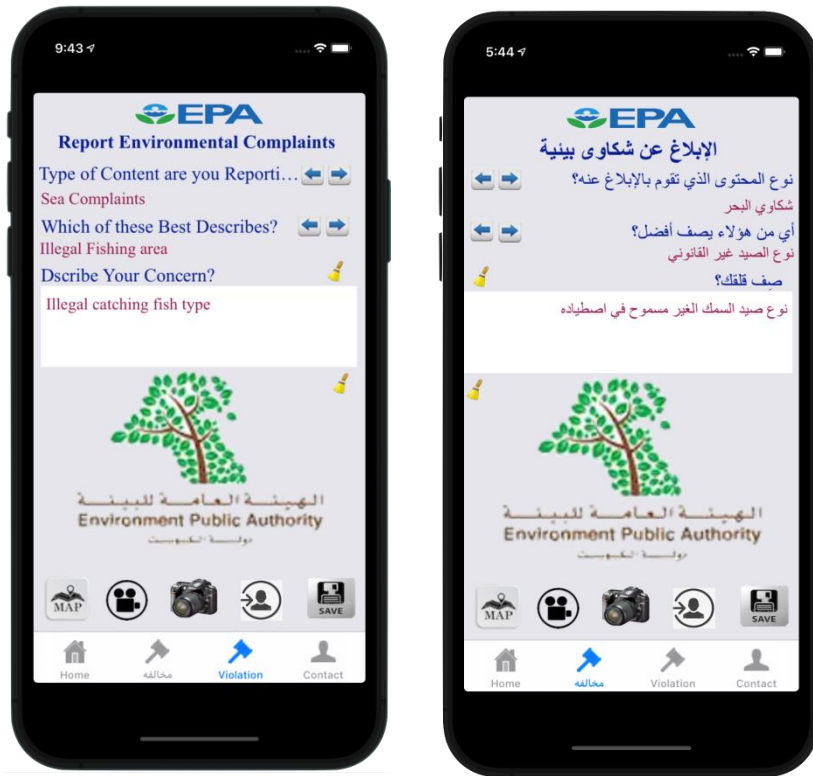 9:43
EPA
Report Environmental Complaints
Type of Content are you Reporti...
Sea Complaints
Which of these Best Describes?
Illegal Fishing area
Dscribe Your Concern?
Illegal catching fish type
الهيئة العامة للبيئة
Environment Public Authority
دولة الكويت
MAP
SAVE
Home
مخالفه
Violation
Contact
5:44
EPA
الإبلاغ عن شكاوى بيئية
نوع المحتوى الذي تقوم بالإبلاغ عنه؟
شكاوي البحر
أي من هؤلاء يصف أفضل؟
نوع الصيد غير القانوني
صِف قلقك؟
نوع صيد السمك الغير مسموح في اصطياده
الهيئة العامة للبيئة
Environment Public Authority
دولة الكويت
MAP
SAVE
Home
مخالفه
Violation
Contact